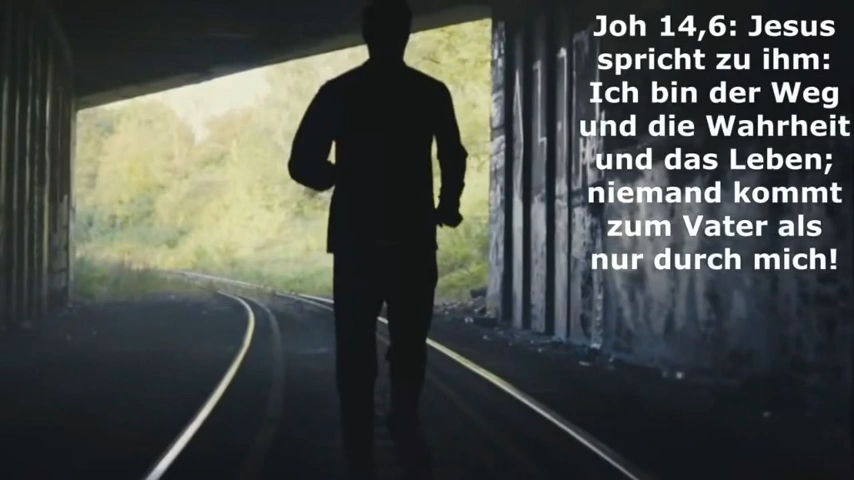 Joh 14,6: Jesus
spricht zu ihm:
Ich bin der Weg
und die Wahrheit
und das Leben;
niemand kommt
zum Vater als
nur durch mich!